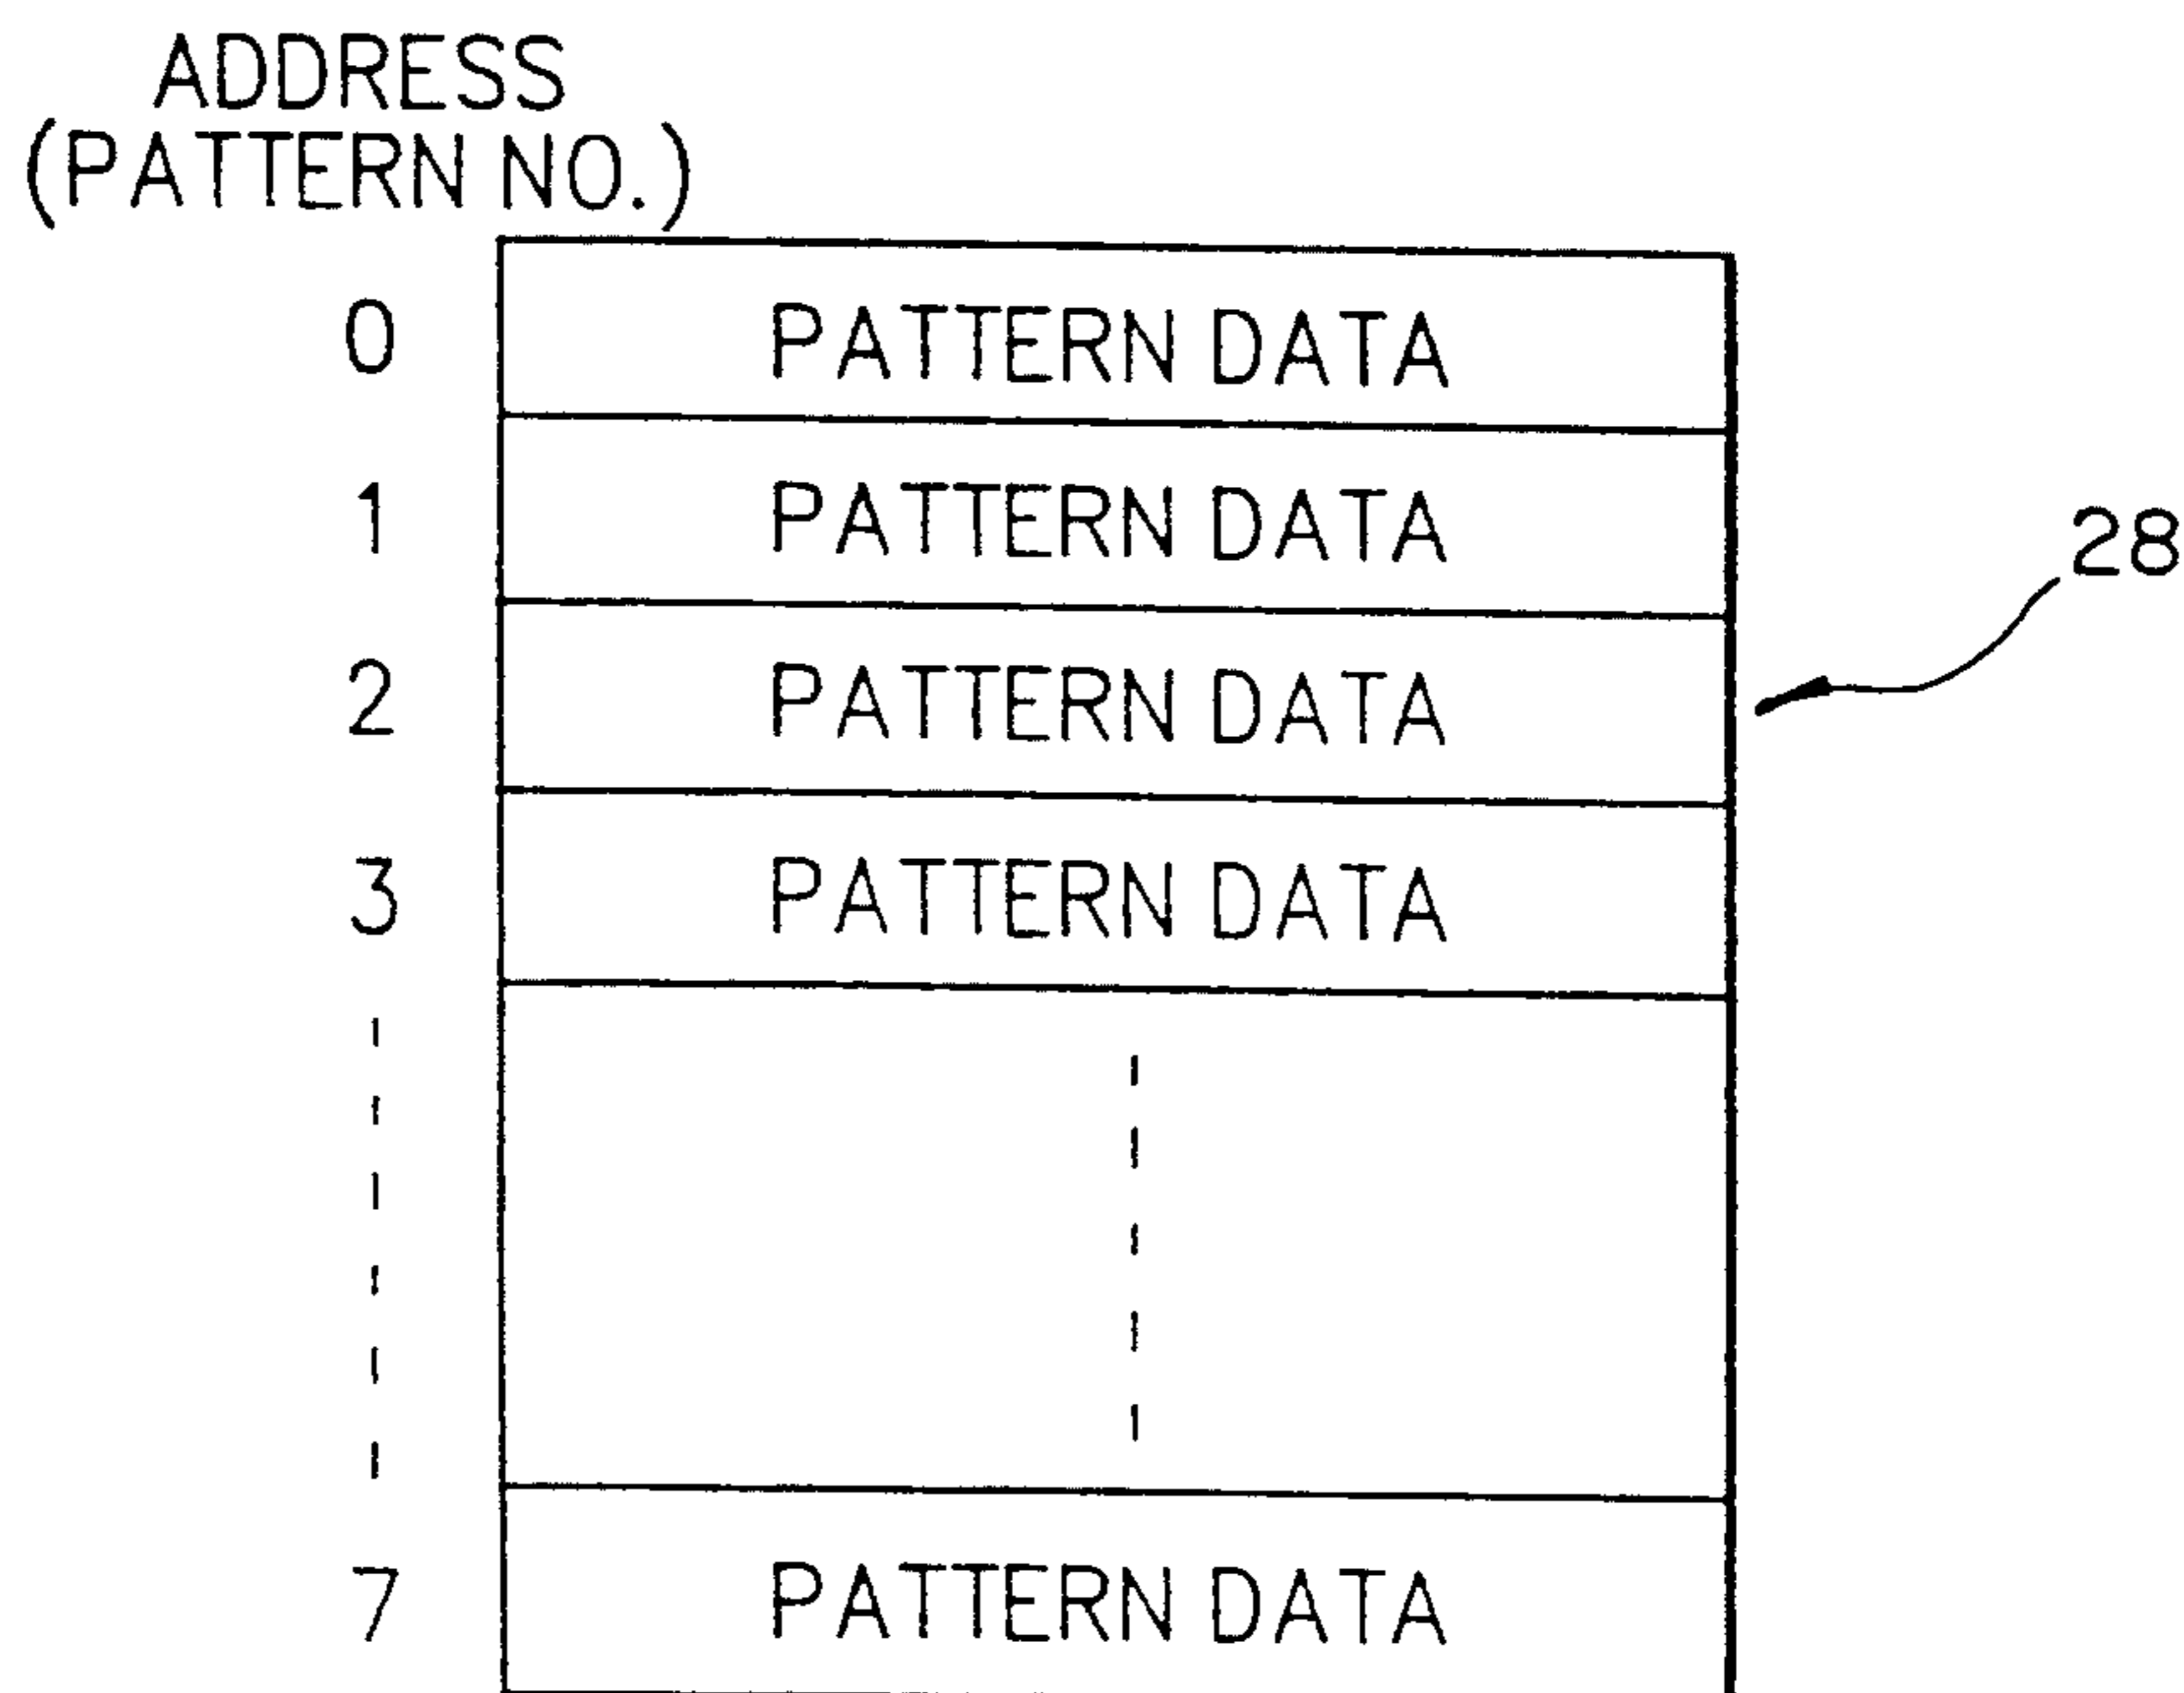 ADDRESS
(PATTERN NO.)
0 PATTERN DATA
1 PATTERN DATA
28
2 PATTERN DATA
3 PATTERN DATA
7 PATTERN DATA